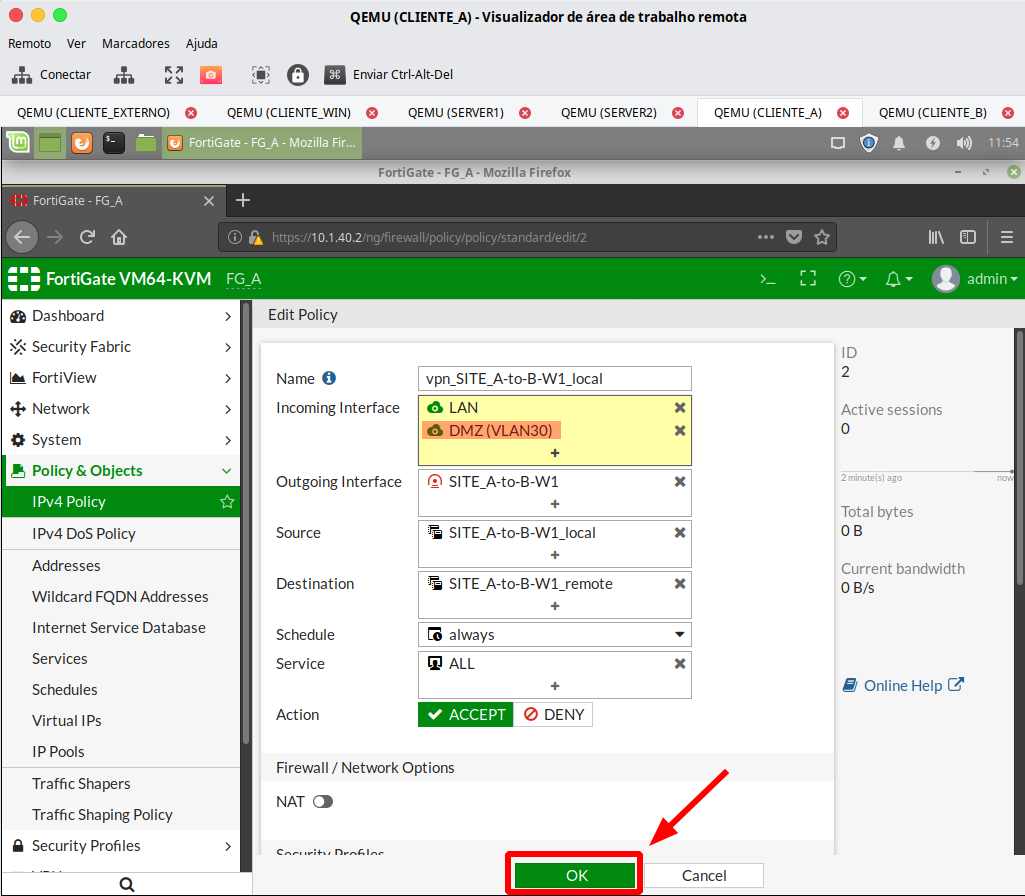 QEMU (CLIENTE_A) - Visualizador de área de trabalho remota
Remoto Ver Marcadores Ajuda
Conectar Enviar Ctrl-Alt-Del
QEMU (CLIENTE_EXTERNO) QEMU (CLIENTE_WIN) QEMU (SERVER1) QEMU (SERVER2) QEMU (CLIENTE_A) QEMU (CLIENTE_B)
FortiGate - FG_A - Mozilla Fir... 11:54
FortiGate - FG_A - Mozilla Firefox
FortiGate - FG_A
https://10.1.40.2/ng/firewall/policy/policy/standard/edit/2
FortiGate VM64-KVM FG_A admin
Dashboard
Security Fabric
FortiView
Network
System
Policy & Objects
IPv4 Policy
IPv4 DoS Policy
Addresses
Wildcard FQDN Addresses
Internet Service Database
Services
Schedules
Virtual IPs
IP Pools
Traffic Shapers
Traffic Shaping Policy
Security Profiles
Edit Policy
Name vpn_SITE_A-to-B-W1_local
Incoming Interface LAN
DMZ (VLAN30)
Outgoing Interface SITE_A-to-B-W1
Source SITE_A-to-B-W1_local
Destination SITE_A-to-B-W1_remote
Schedule always
Service ALL
Action ACCEPT DENY
Firewall / Network Options
NAT
Security Profiles
OK Cancel
ID
2
Active sessions
0
2 minute(s) ago now
Total bytes
0 B
Current bandwidth
0 B/s
Online Help